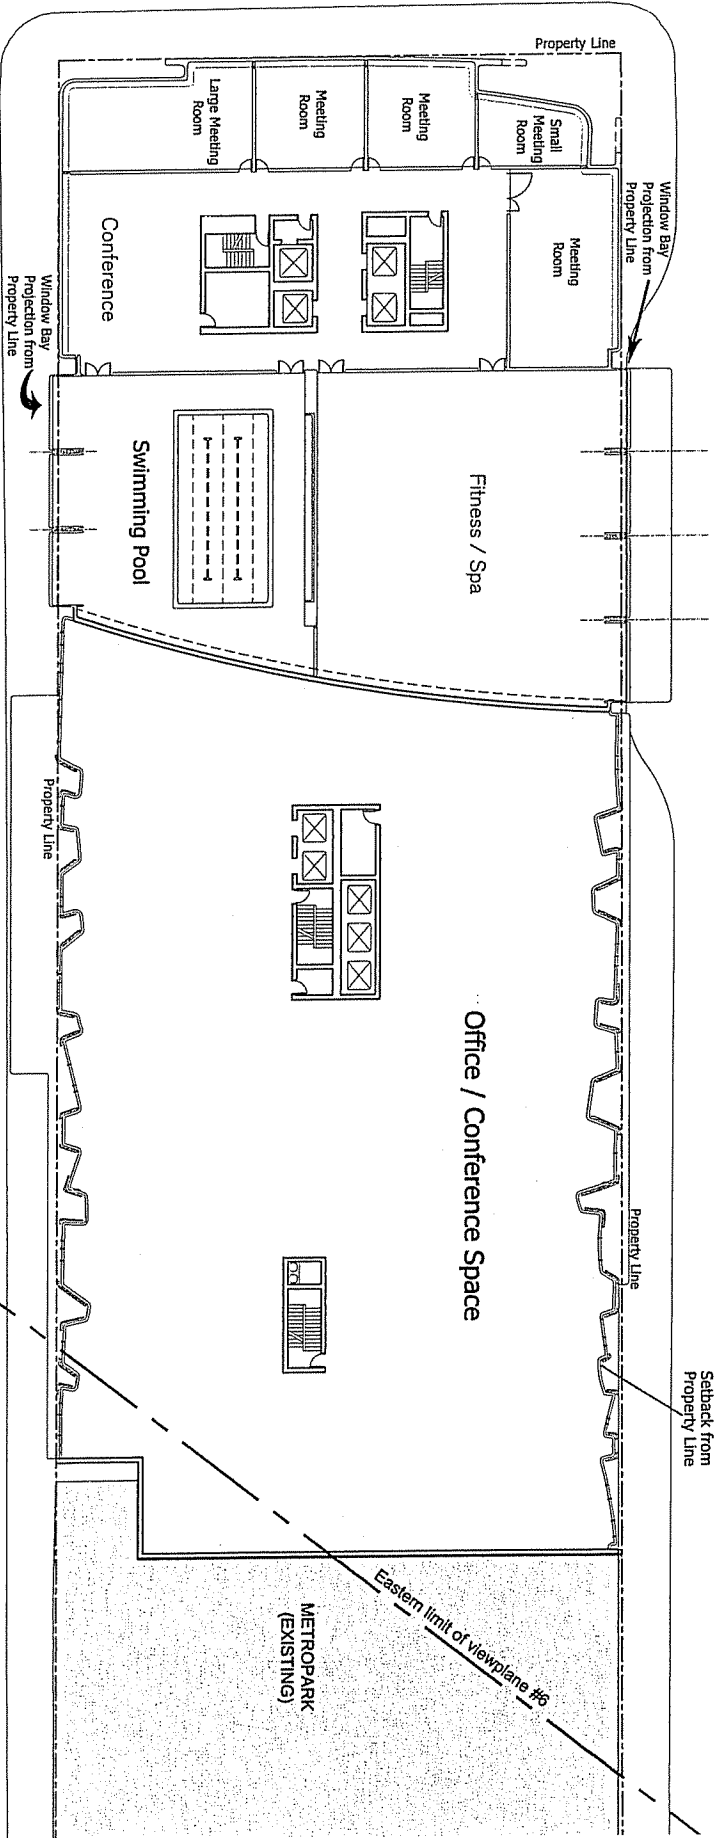 Property Line
Large Meeting
Room
Meeting
Room
Meeting
Room
Small
Meeting
Room
Window Bay
Projection from
Property Line
Meeting
Room
Conference
Window Bay
Projection from
Property Line
Swimming Pool
Fitness / Spa
Property Line
Office / Conference Space
Property Line
Setback from
Property Line
Eastern limit of viewplane #6
METROPARK
(EXISTING)